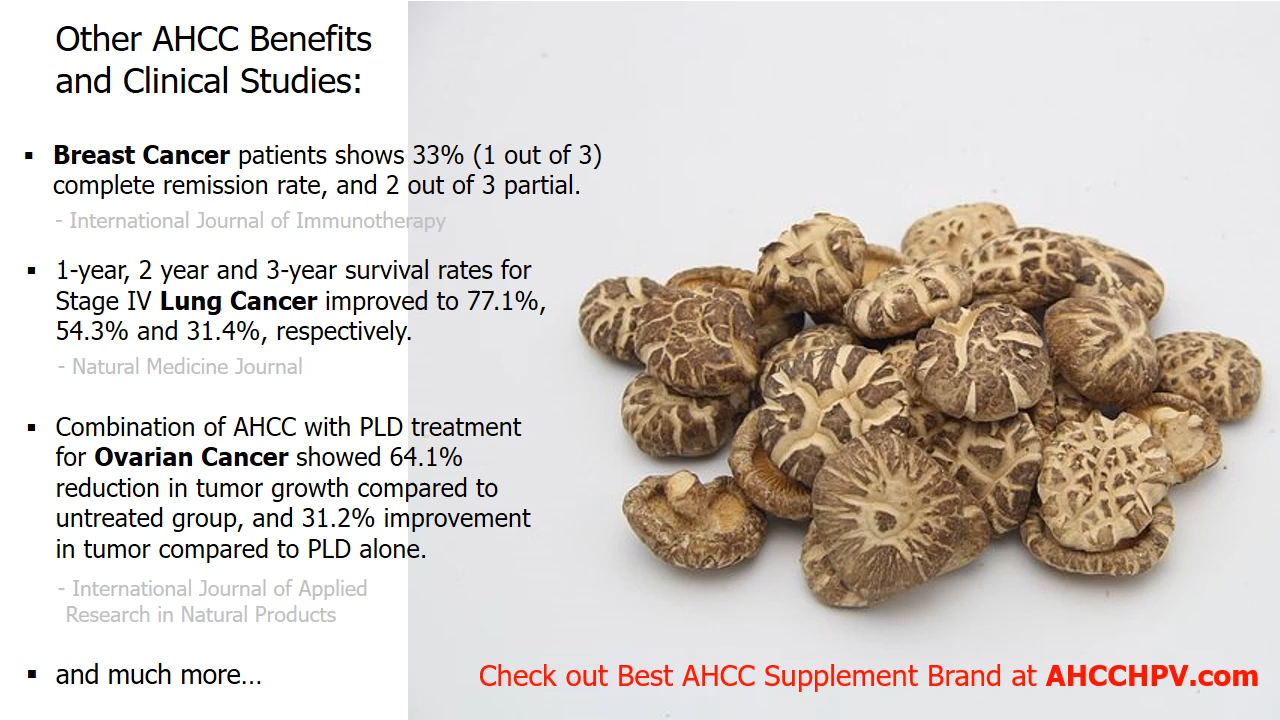 Other AHCC Benefits
and Clinical Studies:
▪ Breast Cancer patients shows 33% (1 out of 3)
complete remission rate, and 2 out of 3 partial.
- International Journal of Immunotherapy
▪ 1-year, 2 year and 3-year survival rates for
Stage IV Lung Cancer improved to 77.1%,
54.3% and 31.4%, respectively.
- Natural Medicine Journal
▪ Combination of AHCC with PLD treatment
for Ovarian Cancer showed 64.1%
reduction in tumor growth compared to
untreated group, and 31.2% improvement
in tumor compared to PLD alone.
- International Journal of Applied
Research in Natural Products
▪ and much more…
Check out Best AHCC Supplement Brand at AHCCHPV.com